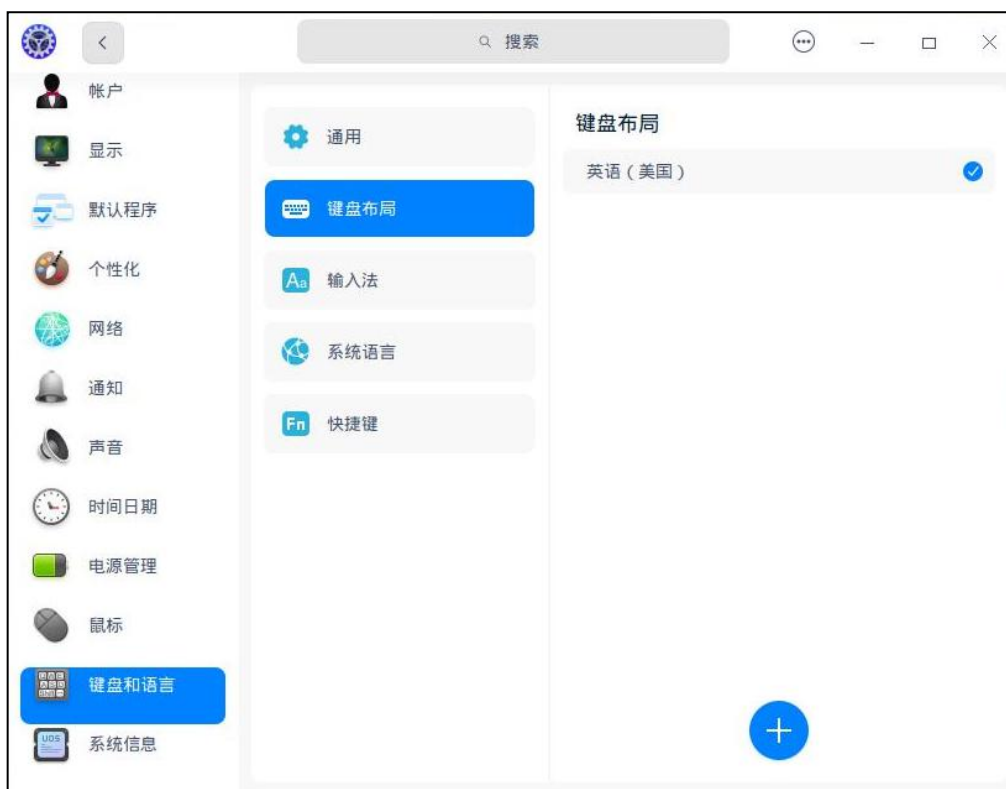 搜索
帐户
显示
默认程序
个性化
网络
通知
声音
时间日期
电源管理
鼠标
键盘和语言
系统信息
通用
键盘布局
Aa 输入法
系统语言
Fn 快捷键
键盘布局
英语（美国）
UOS